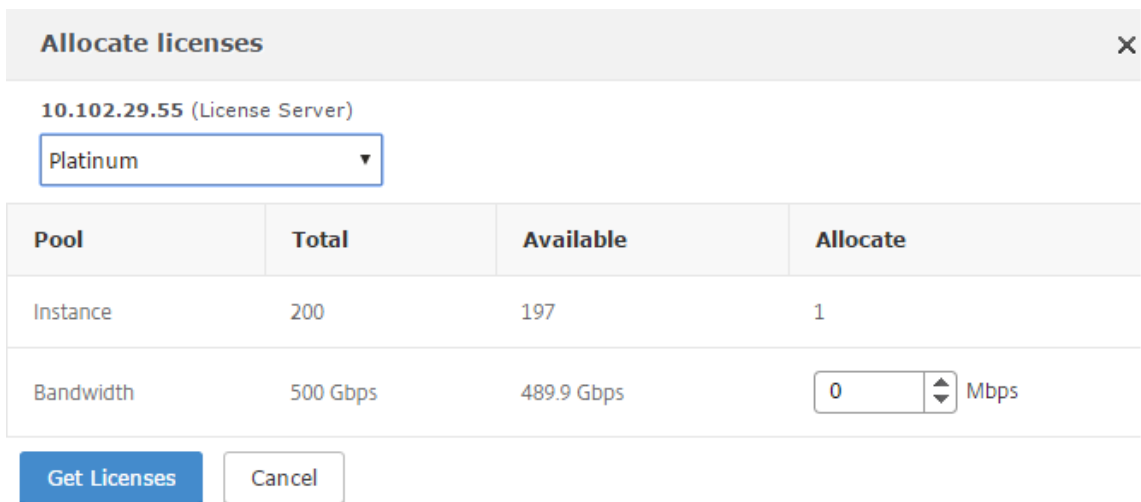 Allocate licenses
10.102.29.55 (License Server)
Platinum
Pool Total Available Allocate
Instance 200 197 1
Bandwidth 500 Gbps 489.9 Gbps 0 Mbps
Get Licenses Cancel